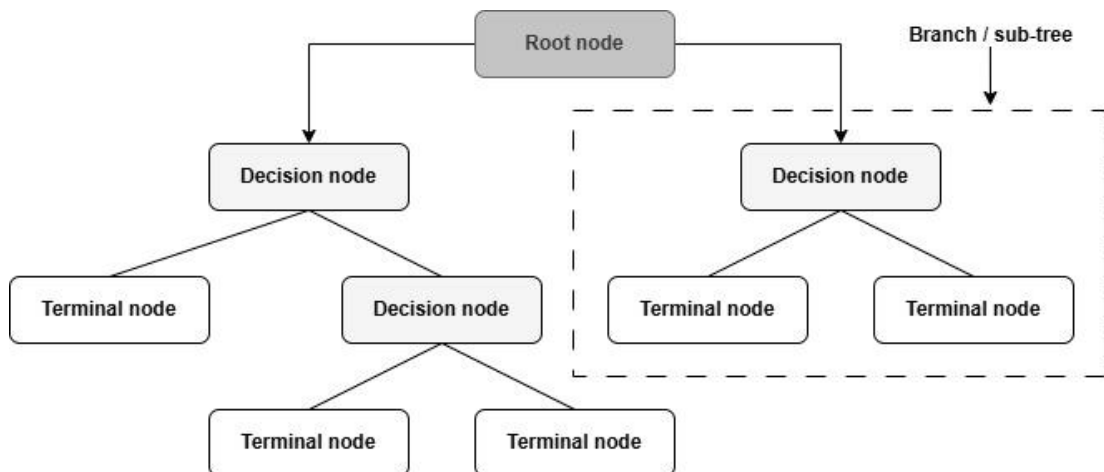 Root node
Branch / sub-tree
Decision node
Decision node
Terminal node
Decision node
Terminal node
Terminal node
Terminal node
Terminal node